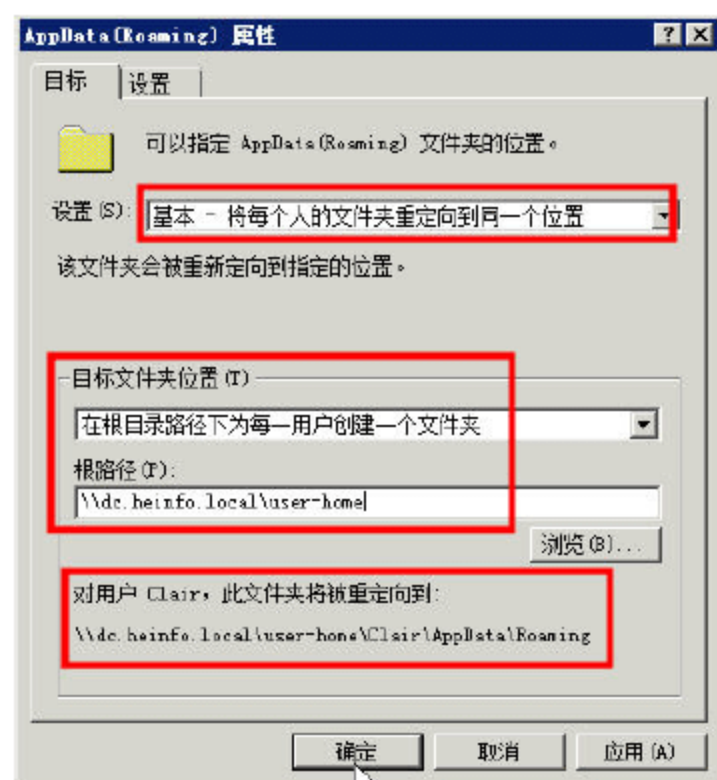 AppData(Roaming) 属性
目标
设置
可以指定 AppData(Roaming) 文件夹的位置。
设置(S):
基本 - 将每个人的文件夹重定向到同一个位置
该文件夹会被重新定向到指定的位置。
目标文件夹位置(T)
在根目录路径下为每一用户创建一个文件夹
根路径(P):
\\dc.heinfo.local\user-home
浏览(B)...
对用户 Clair，此文件夹将被重定向到:
\\dc.heinfo.local\user-home\Clair\AppData\Roaming
确定
取消
应用(A)